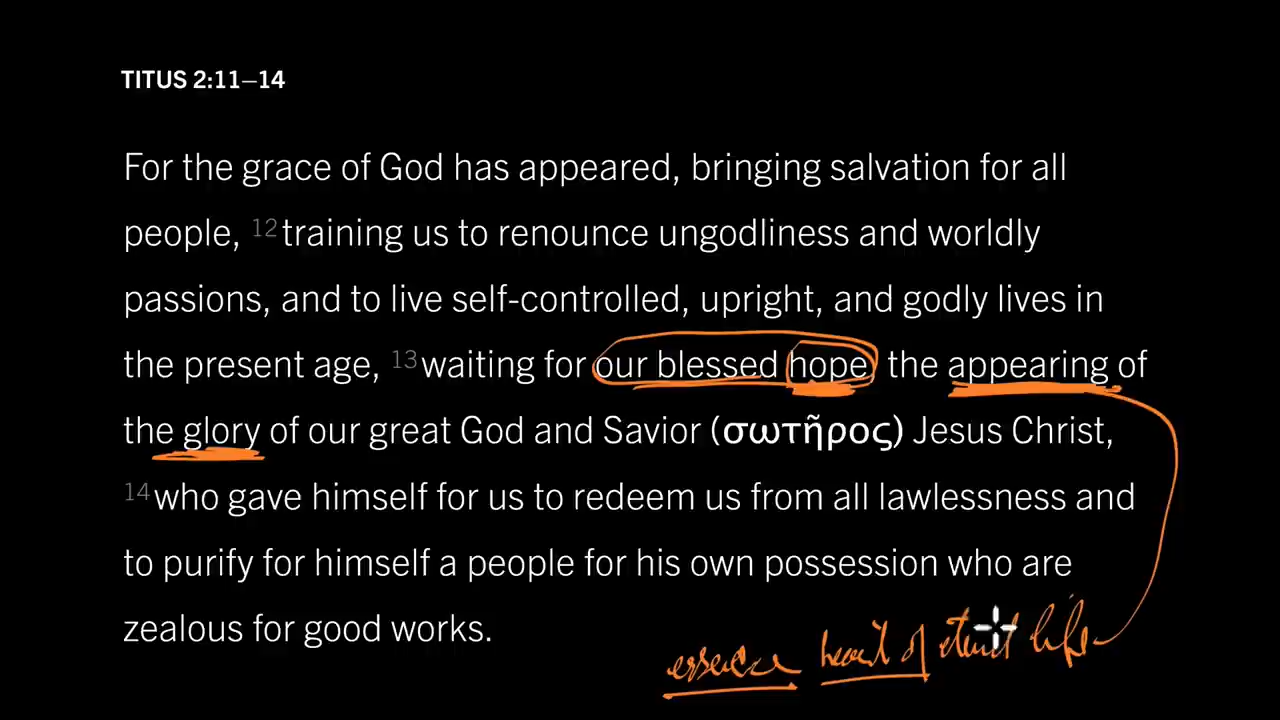 TITUS 2:11–14
For the grace of God has appeared, bringing salvation for all
people, 12 training us to renounce ungodliness and worldly
passions, and to live self-controlled, upright, and godly lives in
the present age, 13 waiting for our blessed hope, the appearing of
the glory of our great God and Savior (σωτῆρος) Jesus Christ,
14 who gave himself for us to redeem us from all lawlessness and
to purify for himself a people for his own possession who are
zealous for good works.
essence heart of eternal life